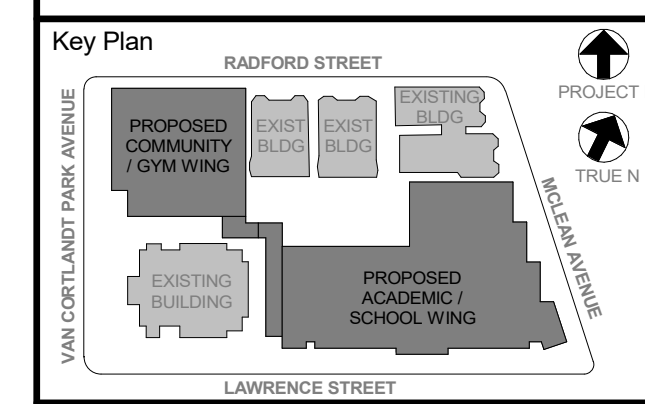 Key Plan
RADFORD STREET
PROJECT
TRUE N
VAN CORTLANDT PARK AVENUE
PROPOSED
COMMUNITY
/ GYM WING
EXIST
BLDG
EXIST
BLDG
EXISTING
BLDG
MCLEAN AVENUE
EXISTING
BUILDING
PROPOSED
ACADEMIC /
SCHOOL WING
LAWRENCE STREET